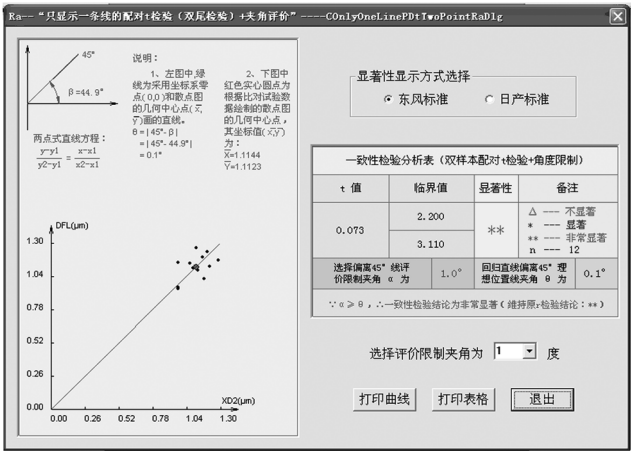 Ra--“只显示一条线的配对t检验（双尾检验）+夹角评价”----COnlyOneLinePDtTwoPointRaDlg
45°
β=44.9°
两点式直线方程：
y-y1 / y2-y1 = x-x1 / x2-x1
说明：
1、左图中,绿
线为采用坐标系零
点(0,0)和散点图
的几何中心点(x̄,
ȳ)画的直线。
θ=|45°-β|
=|45°-44.9°|
=0.1°
2、下图中
红色实心圆点为
根据比对试验数
据绘制的散点图
的几何中心点，
其坐标值(x̄,ȳ)
为：
X̄=1.1144
Y̅=1.1123
DFL(μm)
1.30
1.04
0.78
0.52
0.26
0.00
0.00 0.26 0.52 0.78 1.04 1.30
XD2(μm)
显著性显示方式选择
东风标准 日产标准
一致性检验分析表（双样本配对t检验+角度限制）
t 值 临界值 显著性 备注
0.073 2.200 3.110 **
Δ --- 不显著
* --- 显著
** --- 非常显著
n --- 12
选择偏离45° 线评
价限制夹角 α 为 1.0°
回归直线偏离45° 理
想位置线夹角 θ 为 0.1°
∵α≥θ，∴一致性检验结论为非常显著(维持原t检验结论：**)
选择评价限制夹角为 1 度
打印曲线 打印表格 退出